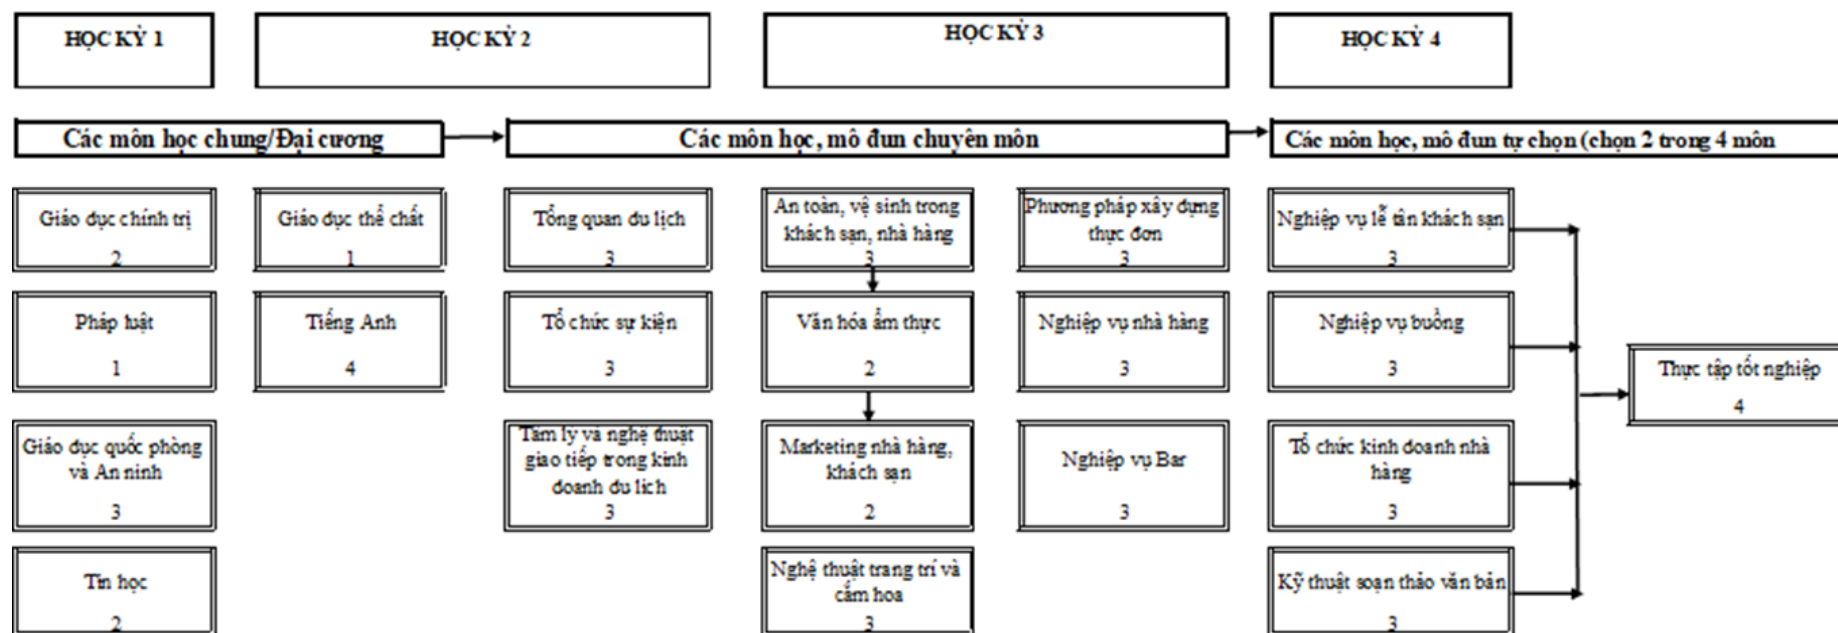 HỌC KỲ 1
HỌC KỲ 2
HỌC KỲ 3
HỌC KỲ 4
Các môn học chung/Đại cương
Các môn học, mô đun chuyên môn
Các môn học, mô đun tự chọn (chọn 2 trong 4 môn
Giáo dục chính trị
2
Giáo dục thể chất
1
Tổng quan du lịch
3
An toàn, vệ sinh trong
khách sạn, nhà hàng
3
Phương pháp xây dựng
thực đơn
3
Nghiệp vụ lễ tân khách sạn
3
Pháp luật
1
Tiếng Anh
4
Tổ chức sự kiện
3
Văn hóa ẩm thực
2
Nghiệp vụ nhà hàng
3
Nghiệp vụ buồng
3
Thực tập tốt nghiệp
4
Giáo dục quốc phòng
và An ninh
3
Tâm lý và nghệ thuật
giao tiếp trong kinh
doanh du lịch
3
Marketing nhà hàng,
khách sạn
2
Nghiệp vụ Bar
3
Tổ chức kinh doanh nhà
hàng
3
Tin học
2
Nghệ thuật trang trí và
cắm hoa
3
Kỹ thuật soạn thảo văn bản
3